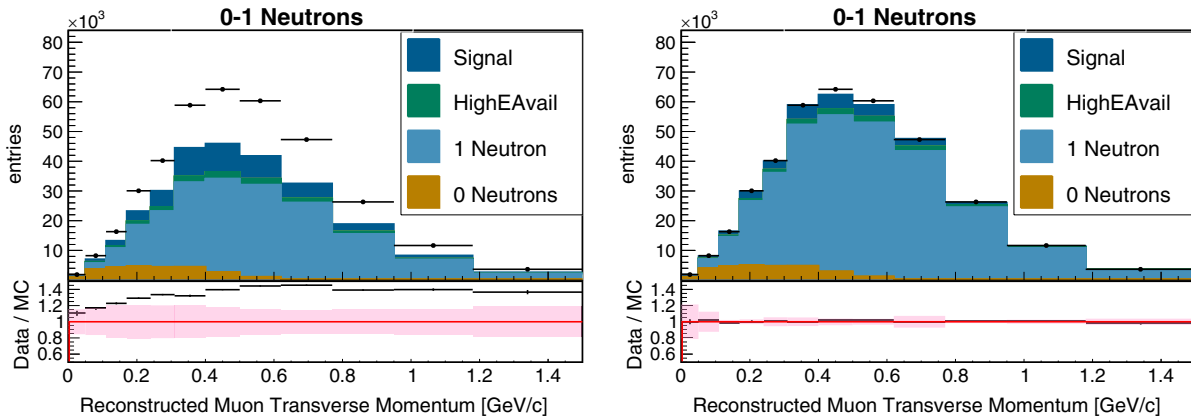 0-1 Neutrons
×10³
80
70
60
50
40
30
20
10
entries
Signal
HighEAvail
1 Neutron
0 Neutrons
1.4
1.2
1
0.8
0.6
Data / MC
0 0.2 0.4 0.6 0.8 1 1.2 1.4
Reconstructed Muon Transverse Momentum [GeV/c]
0-1 Neutrons
×10³
80
70
60
50
40
30
20
10
entries
Signal
HighEAvail
1 Neutron
0 Neutrons
1.4
1.2
1
0.8
0.6
Data / MC
0 0.2 0.4 0.6 0.8 1 1.2 1.4
Reconstructed Muon Transverse Momentum [GeV/c]